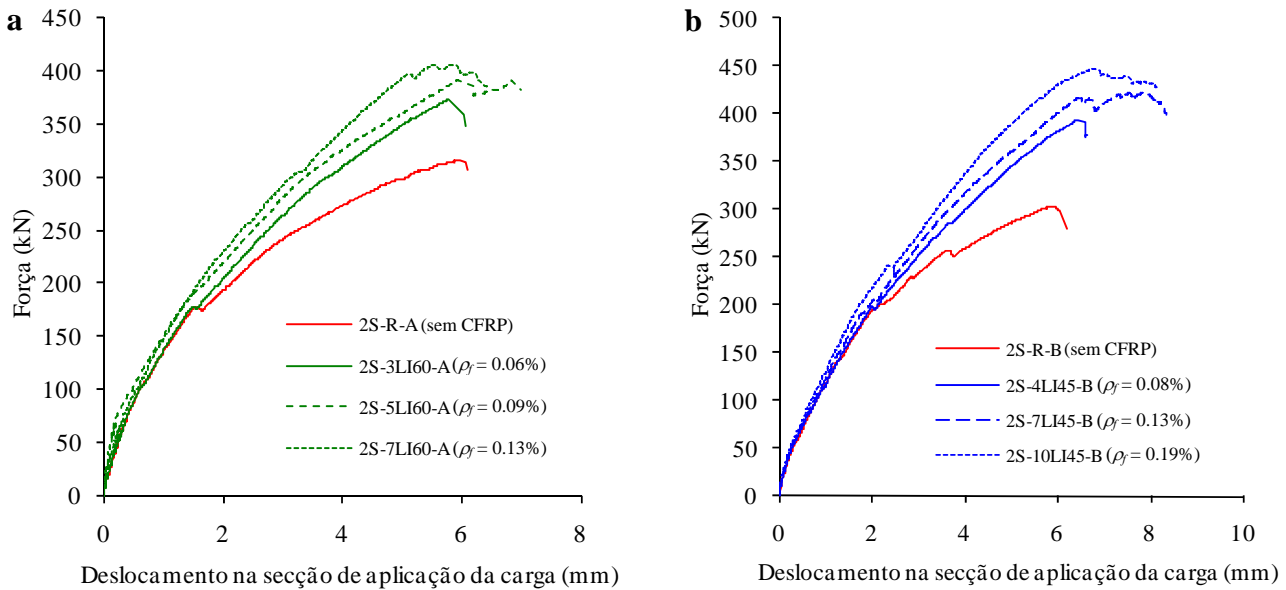 a
450
400
350
300
250
200
150
100
50
0
Força (kN)
0 2 4 6 8
Deslocamento na secção de aplicação da carga (mm)
2S-R-A (sem CFRP)
2S-3LI60-A (ρf = 0.06%)
2S-5LI60-A (ρf = 0.09%)
2S-7LI60-A (ρf = 0.13%)
b
500
450
400
350
300
250
200
150
100
50
0
Força (kN)
0 2 4 6 8 10
Deslocamento na secção de aplicação da carga (mm)
2S-R-B (sem CFRP)
2S-4LI45-B (ρf = 0.08%)
2S-7LI45-B (ρf = 0.13%)
2S-10LI45-B (ρf = 0.19%)